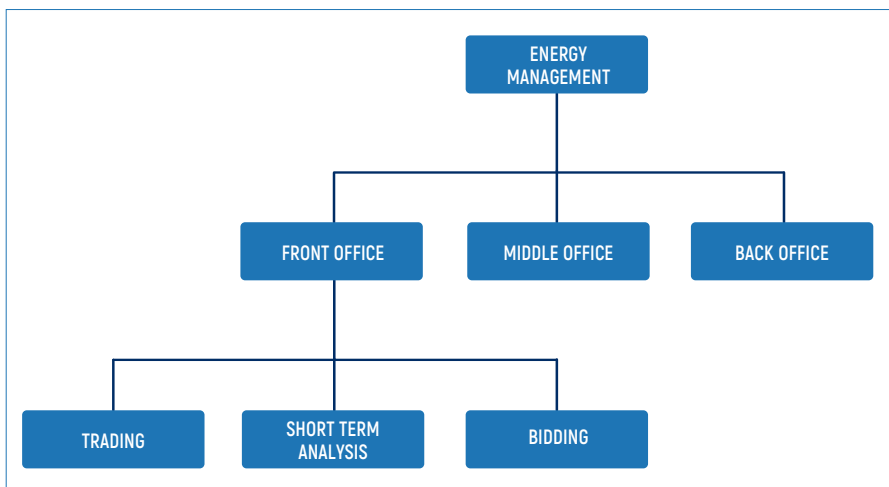 ENERGY
MANAGEMENT
FRONT OFFICE
MIDDLE OFFICE
BACK OFFICE
TRADING
SHORT TERM
ANALYSIS
BIDDING